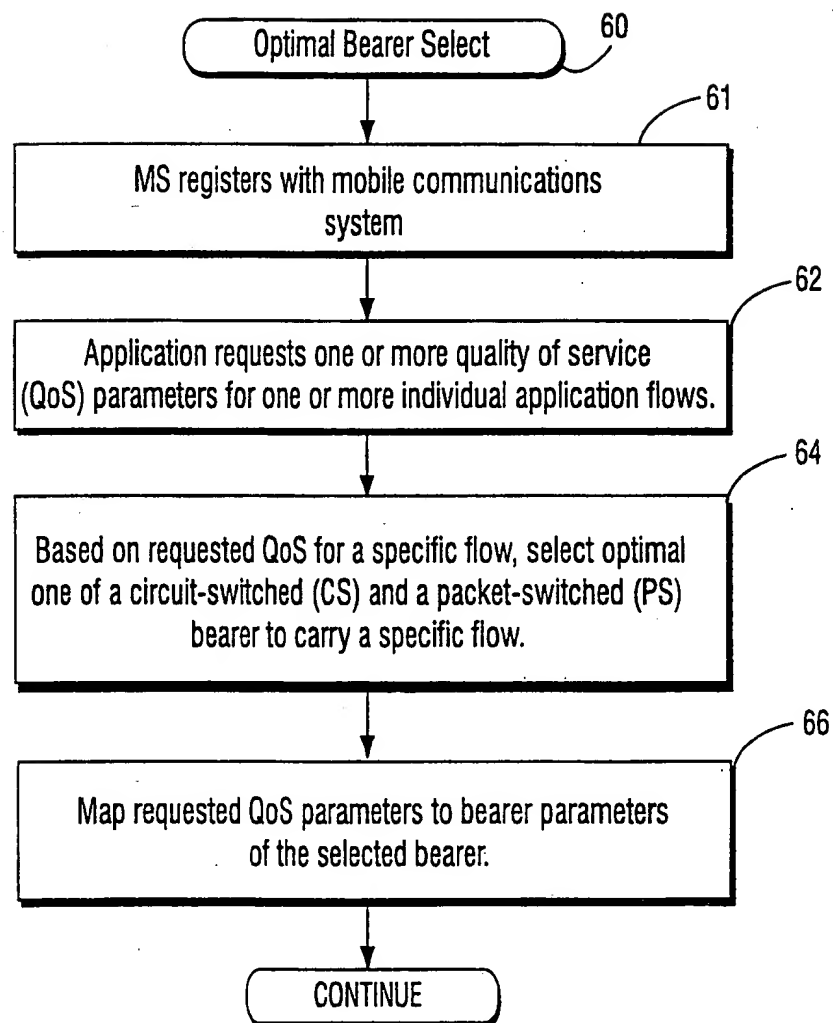 Optimal Bearer Select
60
61
MS registers with mobile communications
system
62
Application requests one or more quality of service
(QoS) parameters for one or more individual application flows.
64
Based on requested QoS for a specific flow, select optimal
one of a circuit-switched (CS) and a packet-switched (PS)
bearer to carry a specific flow.
66
Map requested QoS parameters to bearer parameters
of the selected bearer.
CONTINUE